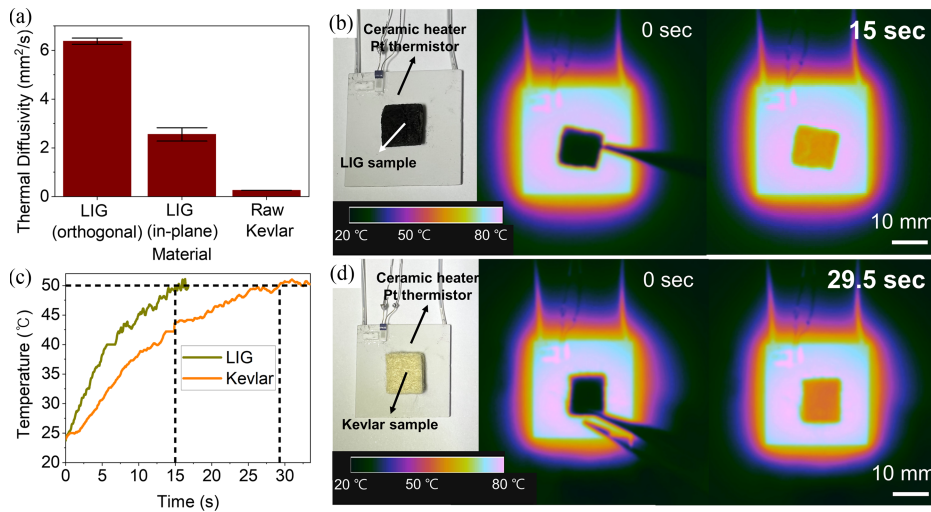 (a)
Thermal Diffusivity (mm²/s)
6
4
2
0
LIG
(orthogonal)
LIG
(in-plane)
Raw
Kevlar
Material
(b)
Ceramic heater
Pt thermistor
LIG sample
20 ℃
50 ℃
80 ℃
0 sec
15 sec
10 mm
(c)
Temperature (℃)
50
45
40
35
30
25
20
LIG
Kevlar
0
5
10
15
20
25
30
Time (s)
(d)
Ceramic heater
Pt thermistor
Kevlar sample
20 ℃
50 ℃
80 ℃
0 sec
29.5 sec
10 mm